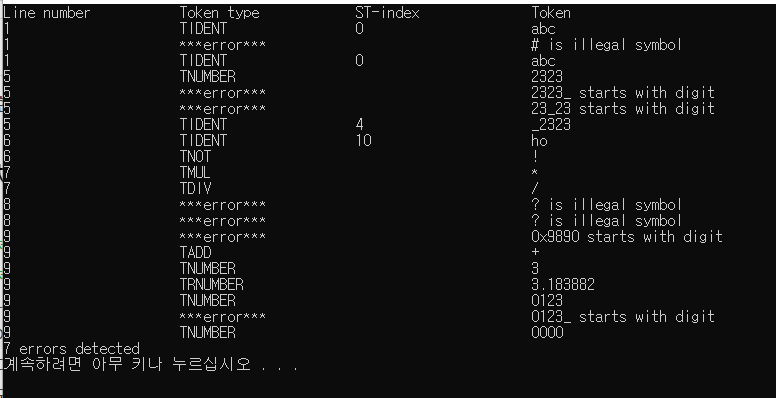 Line number Token type ST-index Token
1 TIDENT 0 abc
1 ***error*** # is illegal symbol
1 TIDENT 0 abc
5 TNUMBER 2323
5 ***error*** 2323_ starts with digit
5 ***error*** 23_23 starts with digit
5 TIDENT 4 _2323
6 TIDENT 10 ho
6 TNOT !
7 TMUL *
7 TDIV /
8 ***error*** ? is illegal symbol
8 ***error*** ? is illegal symbol
9 ***error*** 0x9890 starts with digit
9 TADD +
9 TNUMBER 3
9 TRNUMBER 3.183882
9 TNUMBER 0123
9 ***error*** 0123_ starts with digit
9 TNUMBER 0000
7 errors detected
계속하려면 아무 키나 누르십시오 . . .